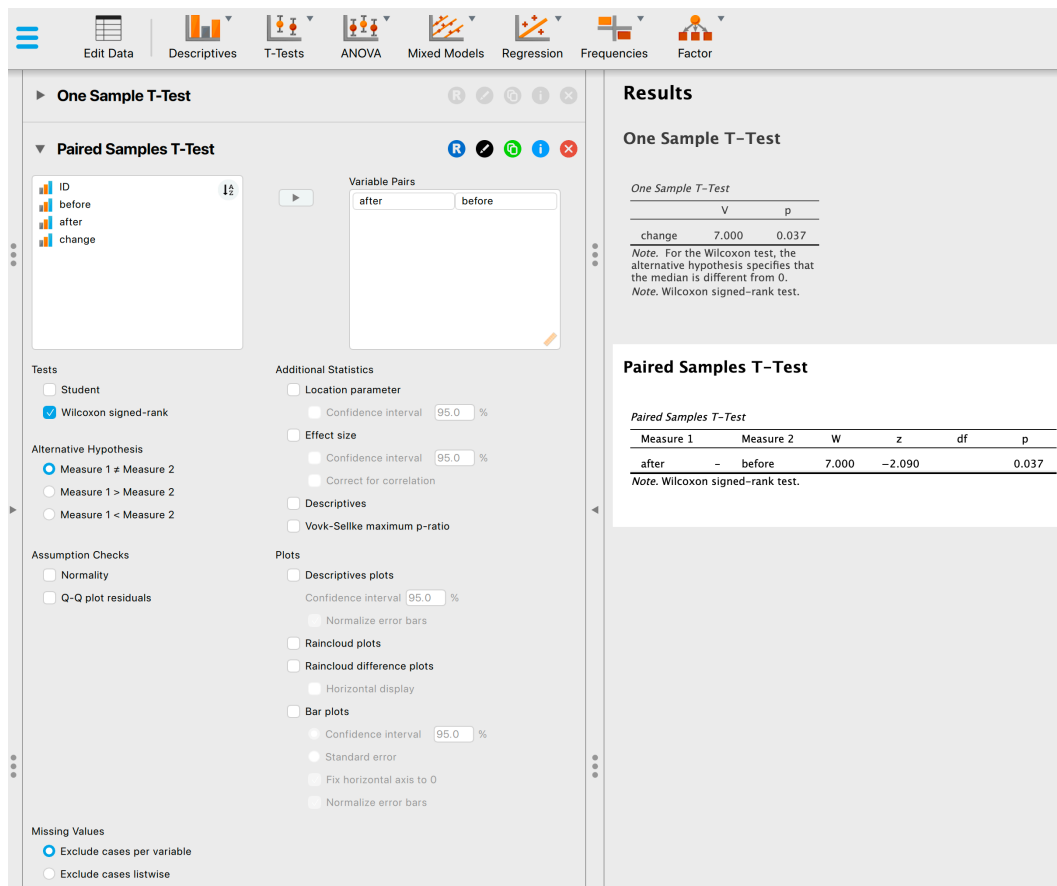 Edit Data
Descriptives
T-Tests
ANOVA
Mixed Models
Regression
Frequencies
Factor
One Sample T-Test
R
i
Paired Samples T-Test
R
i
ID
before
after
change
Variable Pairs
after before
Tests
Student
Wilcoxon signed-rank
Alternative Hypothesis
Measure 1 ≠ Measure 2
Measure 1 > Measure 2
Measure 1 < Measure 2
Assumption Checks
Normality
Q-Q plot residuals
Additional Statistics
Location parameter
Confidence interval 95.0 %
Effect size
Confidence interval 95.0 %
Correct for correlation
Descriptives
Vovk-Sellke maximum p-ratio
Plots
Descriptives plots
Confidence interval 95.0 %
Normalize error bars
Raincloud plots
Raincloud difference plots
Horizontal display
Bar plots
Confidence interval 95.0 %
Standard error
Fix horizontal axis to 0
Normalize error bars
Missing Values
Exclude cases per variable
Exclude cases listwise
Results
One Sample T-Test
One Sample T-Test
V p
change 7.000 0.037
Note. For the Wilcoxon test, the
alternative hypothesis specifies that
the median is different from 0.
Note. Wilcoxon signed-rank test.
Paired Samples T-Test
Paired Samples T-Test
Measure 1 Measure 2 W z df p
after - before 7.000 −2.090 0.037
Note. Wilcoxon signed-rank test.